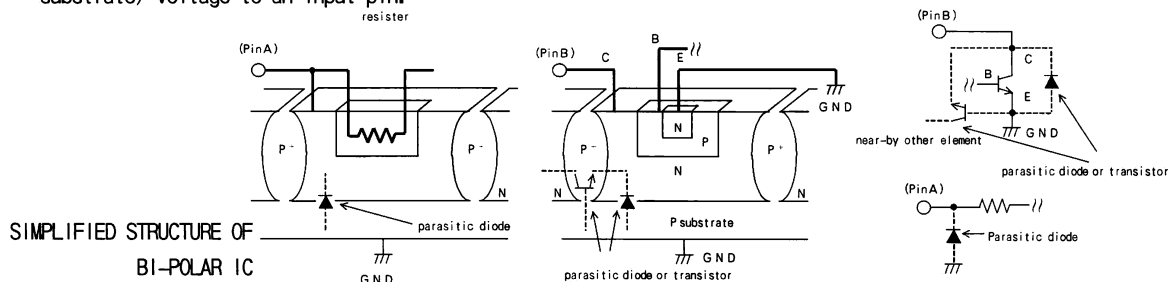 substrate) voltage to an input pin.
resister
(PinA)
P⁺
P⁻
N
parasitic diode
GND
(PinB)
C
B
E
GND
P⁻
N
P
P⁺
N
N
N
P substrate
GND
parasitic diode or transistor
(PinB)
C
B
E
GND
near-by other element
parasitic diode or transistor
(PinA)
Parasitic diode
SIMPLIFIED STRUCTURE OF
BI-POLAR IC